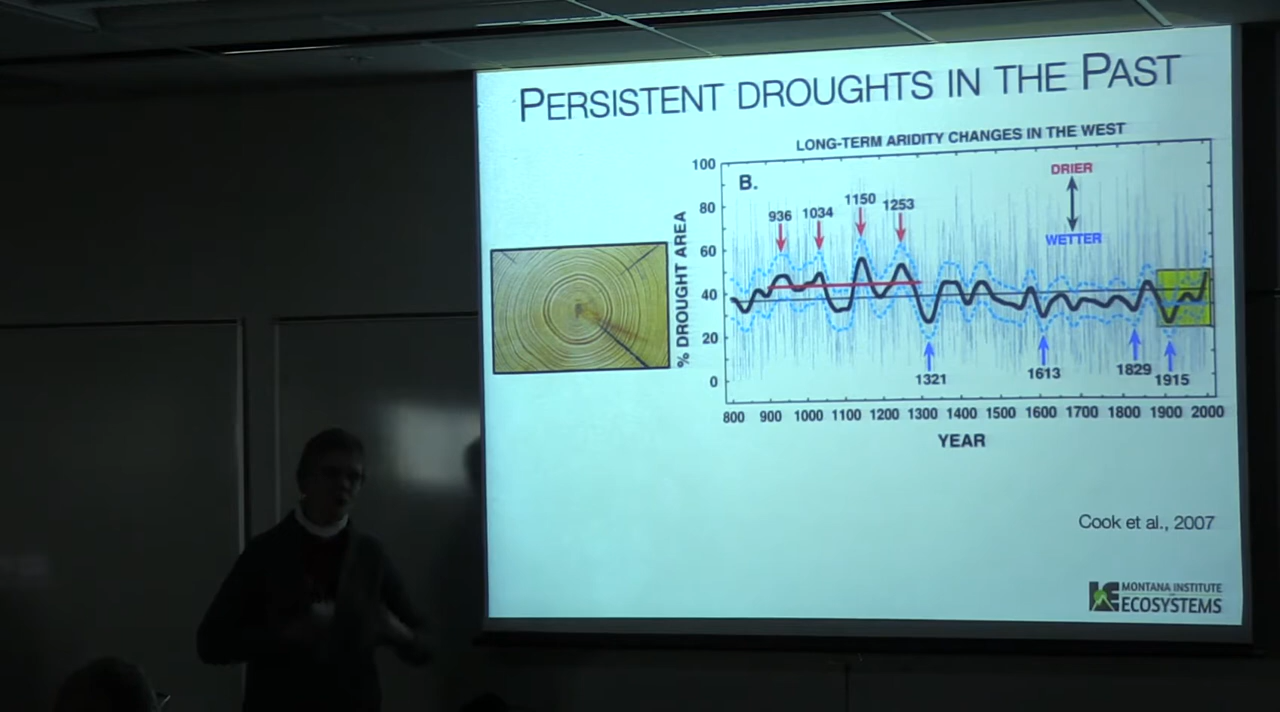 PERSISTENT DROUGHTS IN THE PAST
LONG-TERM ARIDITY CHANGES IN THE WEST
B.
DRIER
WETTER
936
1034
1150
1253
1321
1613
1829
1915
% DROUGHT AREA
100
80
60
40
20
0
800 900 1000 1100 1200 1300 1400 1500 1600 1700 1800 1900 2000
YEAR
Cook et al., 2007
MONTANA INSTITUTE
ECOSYSTEMS